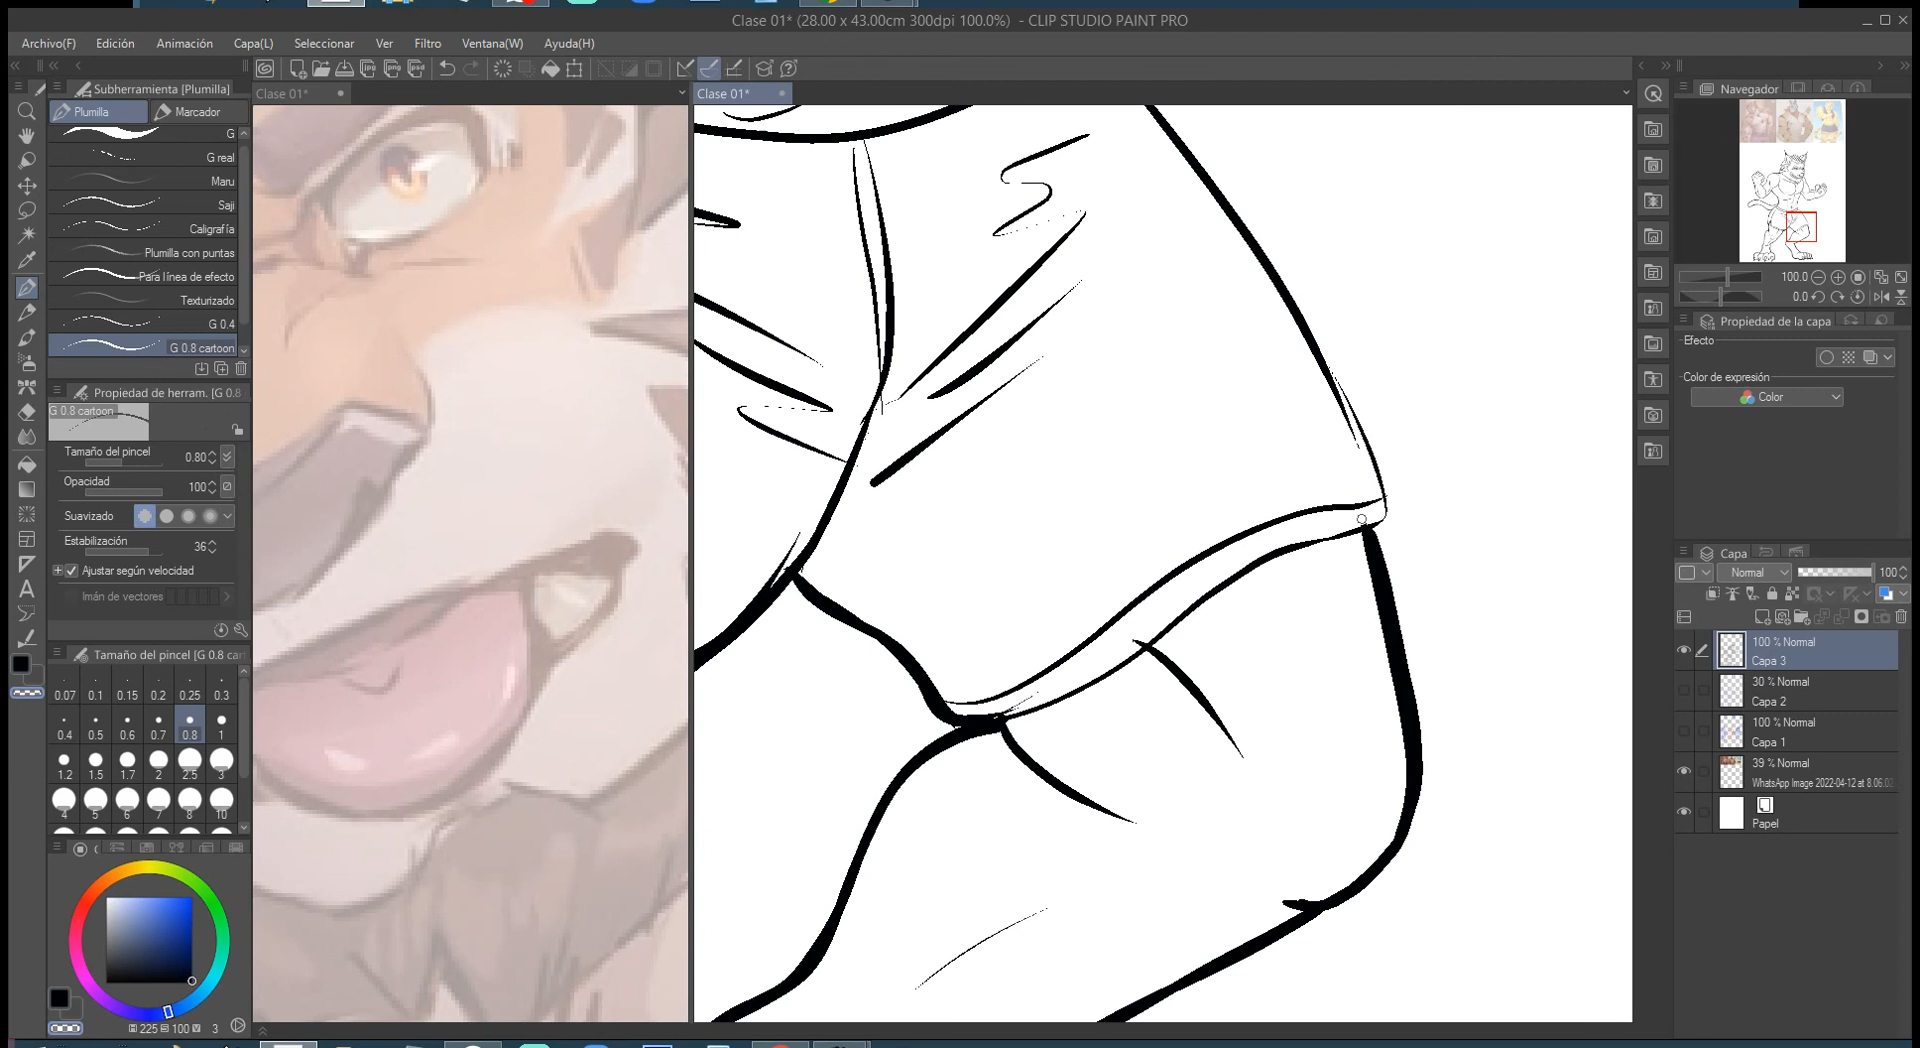 Clase 01* (28.00 x 43.00cm 300dpi 100.0%)  - CLIP STUDIO PAINT PRO
Archivo(F) Edición Animación Capa(L) Seleccionar Ver Filtro Ventana(W) Ayuda(H)
Subherramienta [Plumilla]
Clase 01*
Clase 01*
Plumilla
Marcador
G
G real
Maru
Saji
Caligrafía
Plumilla con puntas
Para línea de efecto
Texturizado
G 0.4
G 0.8 cartoon
Propiedad de herram. [G 0.8
G 0.8 cartoon
Tamaño del pincel 0.80
Opacidad 100
Suavizado
Estabilización 36
Ajustar según velocidad
Imán de vectores
Tamaño del pincel [G 0.8 car
0.07 0.1 0.15 0.2 0.25 0.3
0.4 0.5 0.6 0.7 0.8 1
1.2 1.5 1.7 2 2.5 3
4 5 6 7 8 10
225 100 3
Navegador
100.0
0.0
Propiedad de la capa
Efecto
Color de expresión
Color
Capa
Normal 100
100 % Normal
Capa 3
30 % Normal
Capa 2
100 % Normal
Capa 1
39 % Normal
WhatsApp Image 2022-04-12 at 8.06.02
Papel